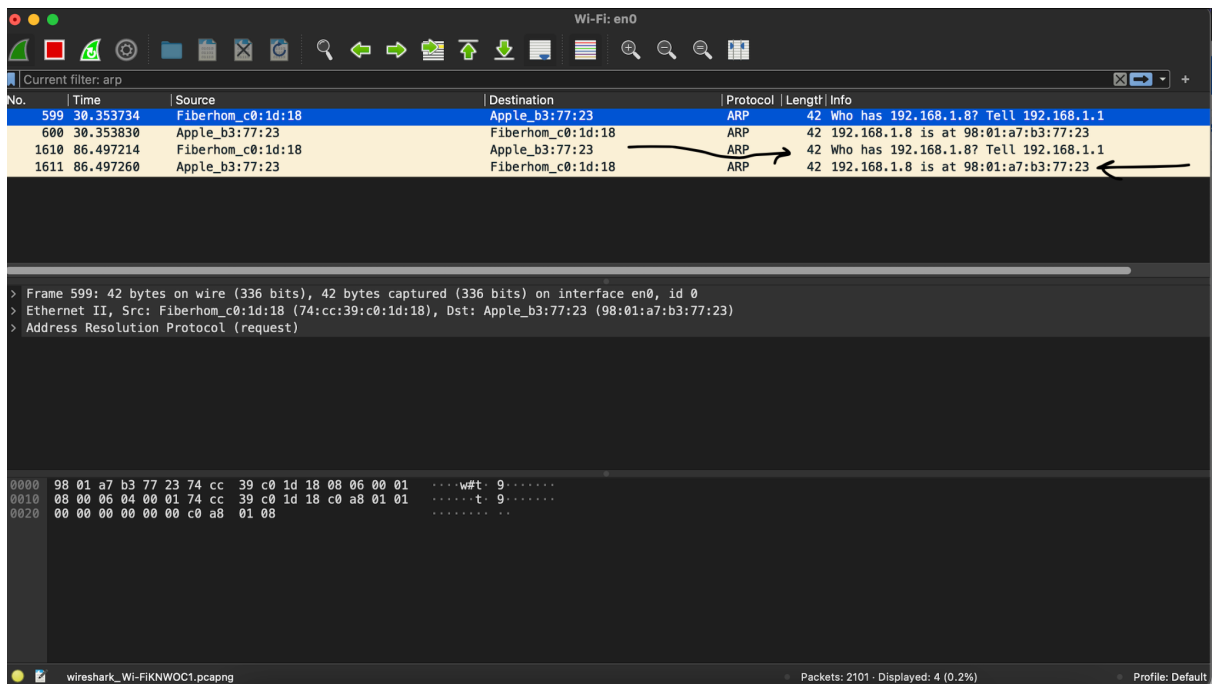 Wi-Fi: en0
Current filter: arp
No. Time Source Destination Protocol Length Info
599 30.353734 Fiberhom_c0:1d:18 Apple_b3:77:23 ARP 42 Who has 192.168.1.8? Tell 192.168.1.1
600 30.353830 Apple_b3:77:23 Fiberhom_c0:1d:18 ARP 42 192.168.1.8 is at 98:01:a7:b3:77:23
1610 86.497214 Fiberhom_c0:1d:18 Apple_b3:77:23 ARP 42 Who has 192.168.1.8? Tell 192.168.1.1
1611 86.497260 Apple_b3:77:23 Fiberhom_c0:1d:18 ARP 42 192.168.1.8 is at 98:01:a7:b3:77:23
> Frame 599: 42 bytes on wire (336 bits), 42 bytes captured (336 bits) on interface en0, id 0
> Ethernet II, Src: Fiberhom_c0:1d:18 (74:cc:39:c0:1d:18), Dst: Apple_b3:77:23 (98:01:a7:b3:77:23)
> Address Resolution Protocol (request)
0000 98 01 a7 b3 77 23 74 cc 39 c0 1d 18 08 06 00 01 ····w#t· 9·······
0010 08 00 06 04 00 01 74 cc 39 c0 1d 18 c0 a8 01 01 ······t· 9·······
0020 00 00 00 00 00 00 c0 a8 01 08 ········ ··
wireshark_Wi-FiKNWOC1.pcapng Packets: 2101 · Displayed: 4 (0.2%) Profile: Default